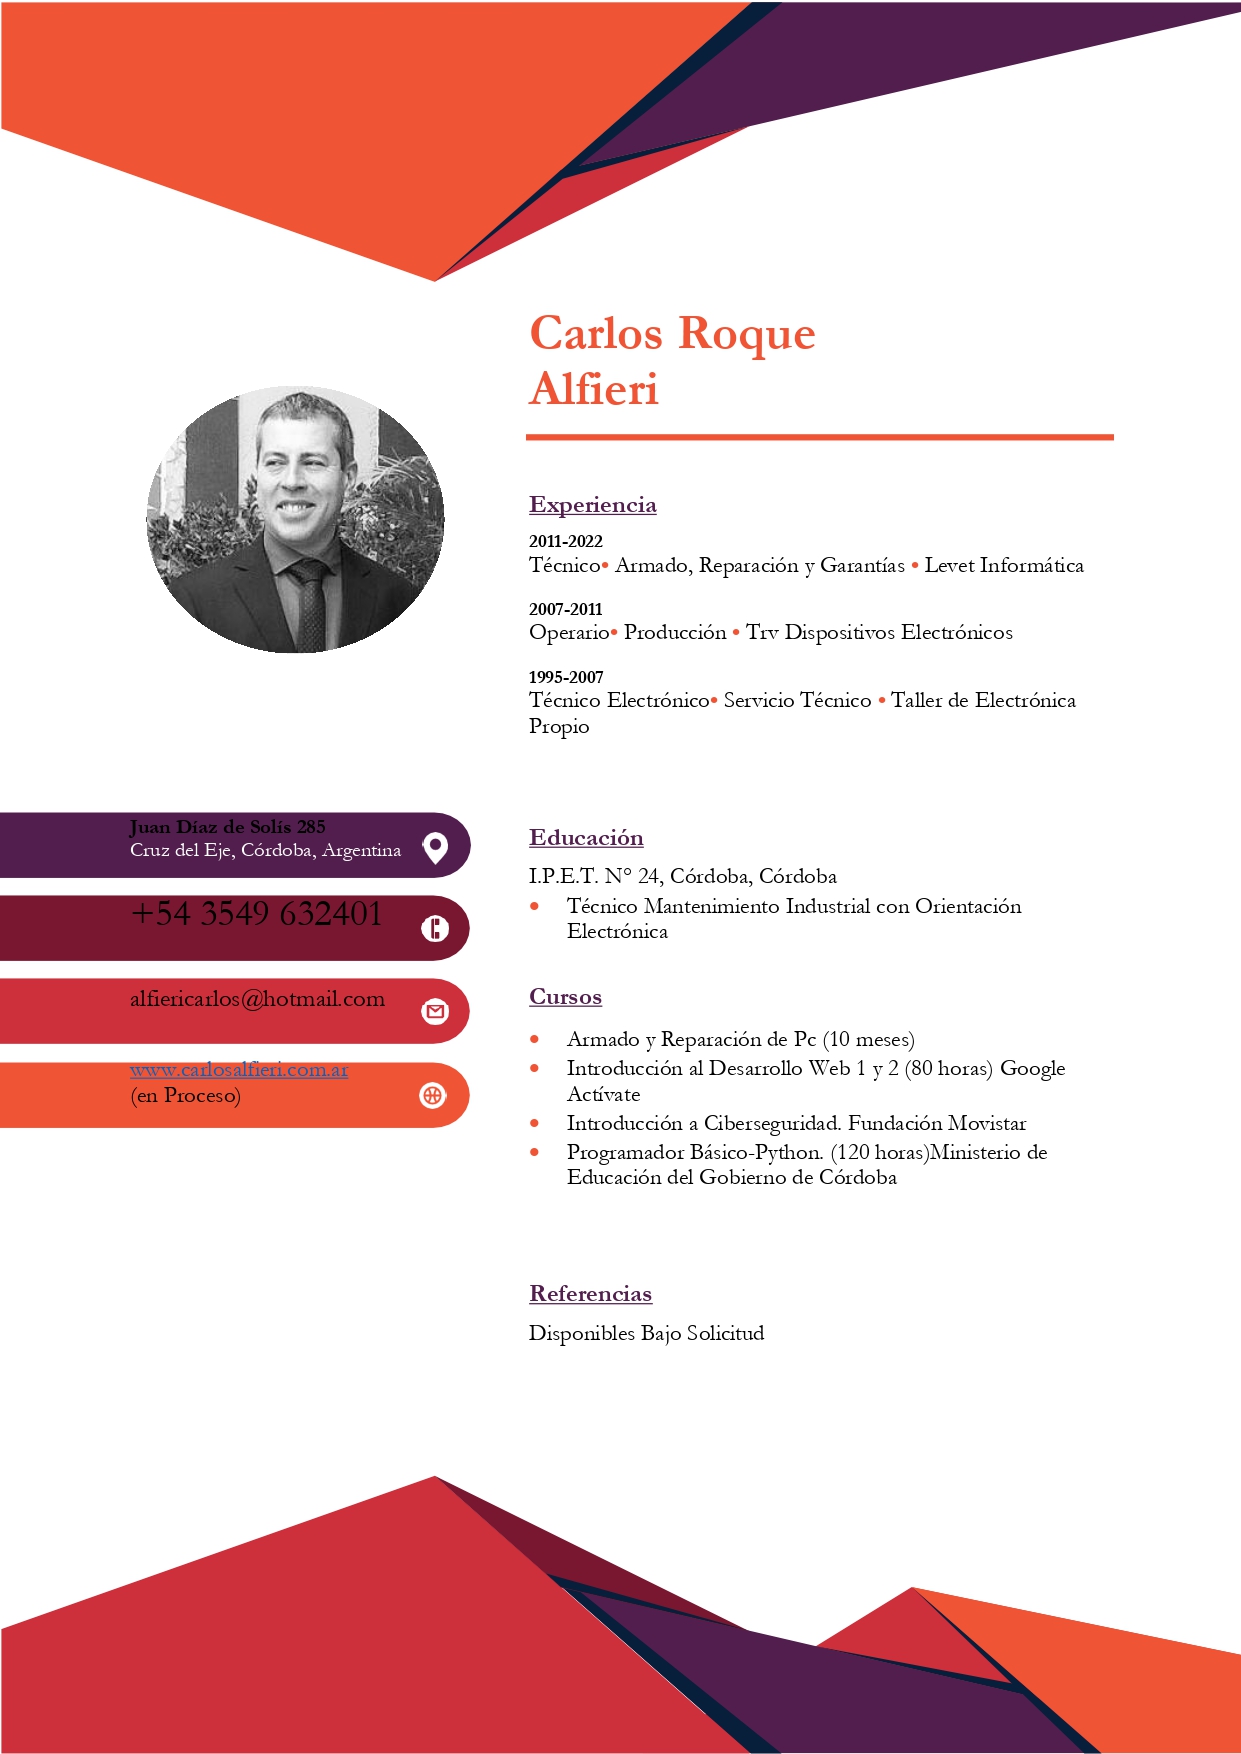 Carlos Roque
Alfieri
Experiencia
2011-2022
Técnico• Armado, Reparación y Garantías • Levet Informática
2007-2011
Operario• Producción • Trv Dispositivos Electrónicos
1995-2007
Técnico Electrónico• Servicio Técnico • Taller de Electrónica
Propio
Juan Díaz de Solís 285
Cruz del Eje, Córdoba, Argentina
+54 3549 632401
alfiericarlos@hotmail.com
www.carlosalfieri.com.ar
(en Proceso)
Educación
I.P.E.T. N° 24, Córdoba, Córdoba
• Técnico Mantenimiento Industrial con Orientación
Electrónica
Cursos
• Armado y Reparación de Pc (10 meses)
• Introducción al Desarrollo Web 1 y 2 (80 horas) Google
Actívate
• Introducción a Ciberseguridad. Fundación Movistar
• Programador Básico-Python. (120 horas)Ministerio de
Educación del Gobierno de Córdoba
Referencias
Disponibles Bajo Solicitud